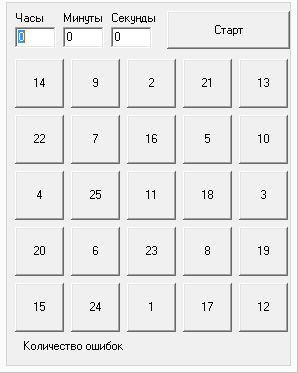 Часы Минуты Секунды
0 0 0 Старт
14 9 2 21 13
22 7 16 5 10
4 25 11 18 3
20 6 23 8 19
15 24 1 17 12
Количество ошибок